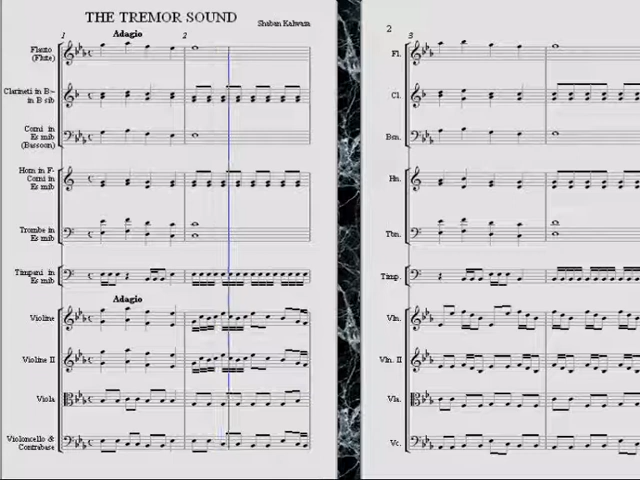 THE TREMOR SOUND
Shaban Kalwaza
1
Adagio
2
Flauto
(Flute)
Clarineti in B~
in B sib
Corni in
Es mib
(Bassoon)
Horn in F-
Corni in
Es mib
Trombe in
Es mib
Timpani in
Es mib
Adagio
Violine
Violine II
Viola
Violoncello &
Contrabase
2
3
Fl.
Cl.
Bsn.
Hn.
Tbn.
Timp.
Vln.
Vln. II
Vla.
Vc.